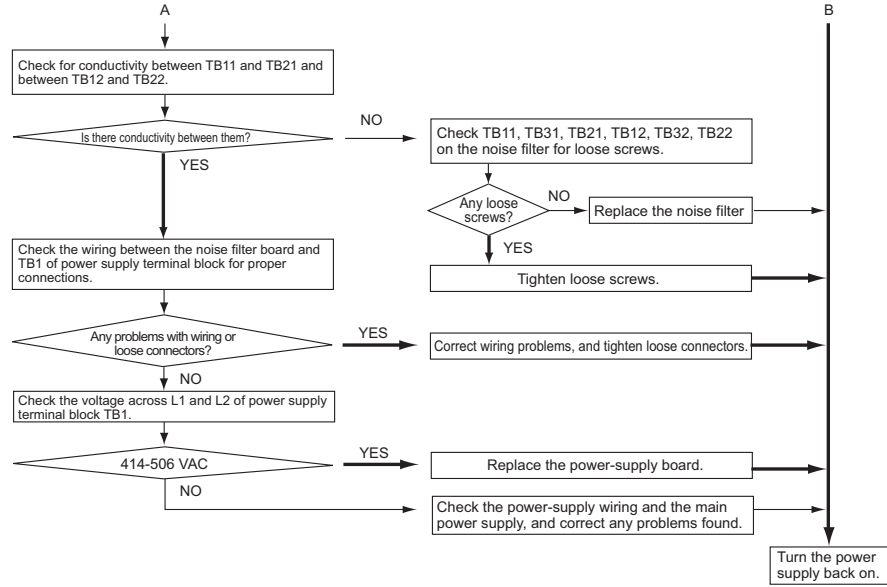 A
B
Check for conductivity between TB11 and TB21 and
between TB12 and TB22.
Is there conductivity between them?
NO
YES
Check TB11, TB31, TB21, TB12, TB32, TB22
on the noise filter for loose screws.
Any loose
screws?
NO
Replace the noise filter
YES
Tighten loose screws.
Check the wiring between the noise filter board and
TB1 of power supply terminal block for proper
connections.
Any problems with wiring or
loose connectors?
YES
Correct wiring problems, and tighten loose connectors.
NO
Check the voltage across L1 and L2 of power supply
terminal block TB1.
414-506 VAC
YES
Replace the power-supply board.
NO
Check the power-supply wiring and the main
power supply, and correct any problems found.
Turn the power
supply back on.